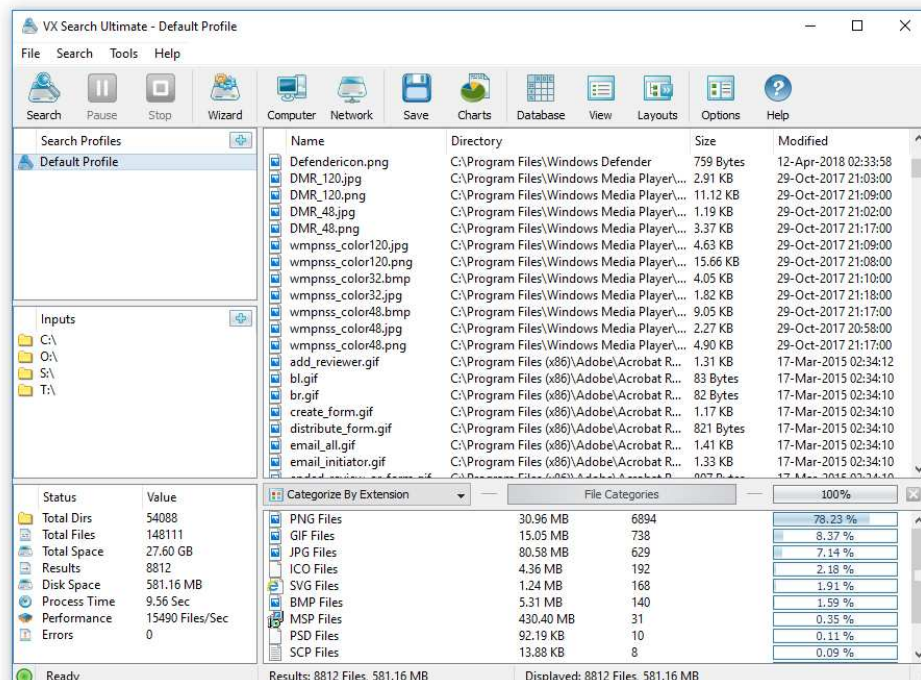 VX Search Ultimate - Default Profile
File Search Tools Help
Search Pause Stop Wizard Computer Network Save Charts Database View Layouts Options Help
Search Profiles
Default Profile
Inputs
C:\
O:\
S:\
T:\
Status Value
Total Dirs 54088
Total Files 148111
Total Space 27.60 GB
Results 8812
Disk Space 581.16 MB
Process Time 9.56 Sec
Performance 15490 Files/Sec
Errors 0
Name Directory Size Modified
Defendericon.png C:\Program Files\Windows Defender 759 Bytes 12-Apr-2018 02:33:58
DMR_120.jpg C:\Program Files\Windows Media Player\... 2.91 KB 29-Oct-2017 21:03:00
DMR_120.png C:\Program Files\Windows Media Player\... 11.12 KB 29-Oct-2017 21:09:00
DMR_48.jpg C:\Program Files\Windows Media Player\... 1.19 KB 29-Oct-2017 21:02:00
DMR_48.png C:\Program Files\Windows Media Player\... 3.37 KB 29-Oct-2017 21:17:00
wmpnss_color120.jpg C:\Program Files\Windows Media Player\... 4.63 KB 29-Oct-2017 21:09:00
wmpnss_color120.png C:\Program Files\Windows Media Player\... 15.66 KB 29-Oct-2017 21:08:00
wmpnss_color32.bmp C:\Program Files\Windows Media Player\... 4.05 KB 29-Oct-2017 21:10:00
wmpnss_color32.jpg C:\Program Files\Windows Media Player\... 1.82 KB 29-Oct-2017 21:18:00
wmpnss_color48.bmp C:\Program Files\Windows Media Player\... 9.05 KB 29-Oct-2017 21:17:00
wmpnss_color48.jpg C:\Program Files\Windows Media Player\... 2.27 KB 29-Oct-2017 20:58:00
wmpnss_color48.png C:\Program Files\Windows Media Player\... 4.90 KB 29-Oct-2017 21:17:00
add_reviewer.gif C:\Program Files (x86)\Adobe\Acrobat R... 1.31 KB 17-Mar-2015 02:34:12
bl.gif C:\Program Files (x86)\Adobe\Acrobat R... 83 Bytes 17-Mar-2015 02:34:10
br.gif C:\Program Files (x86)\Adobe\Acrobat R... 82 Bytes 17-Mar-2015 02:34:10
create_form.gif C:\Program Files (x86)\Adobe\Acrobat R... 1.17 KB 17-Mar-2015 02:34:10
distribute_form.gif C:\Program Files (x86)\Adobe\Acrobat R... 821 Bytes 17-Mar-2015 02:34:10
email_all.gif C:\Program Files (x86)\Adobe\Acrobat R... 1.41 KB 17-Mar-2015 02:34:10
email_initiator.gif C:\Program Files (x86)\Adobe\Acrobat R... 1.33 KB 17-Mar-2015 02:34:10
Categorize By Extension File Categories 100%
PNG Files 30.96 MB 6894 78.23 %
GIF Files 15.05 MB 738 8.37 %
JPG Files 80.58 MB 629 7.14 %
ICO Files 4.36 MB 192 2.18 %
SVG Files 1.24 MB 168 1.91 %
BMP Files 5.31 MB 140 1.59 %
MSP Files 430.40 MB 31 0.35 %
PSD Files 92.19 KB 10 0.11 %
SCP Files 13.88 KB 8 0.09 %
Ready Results: 8812 Files, 581.16 MB Displayed: 8812 Files, 581.16 MB